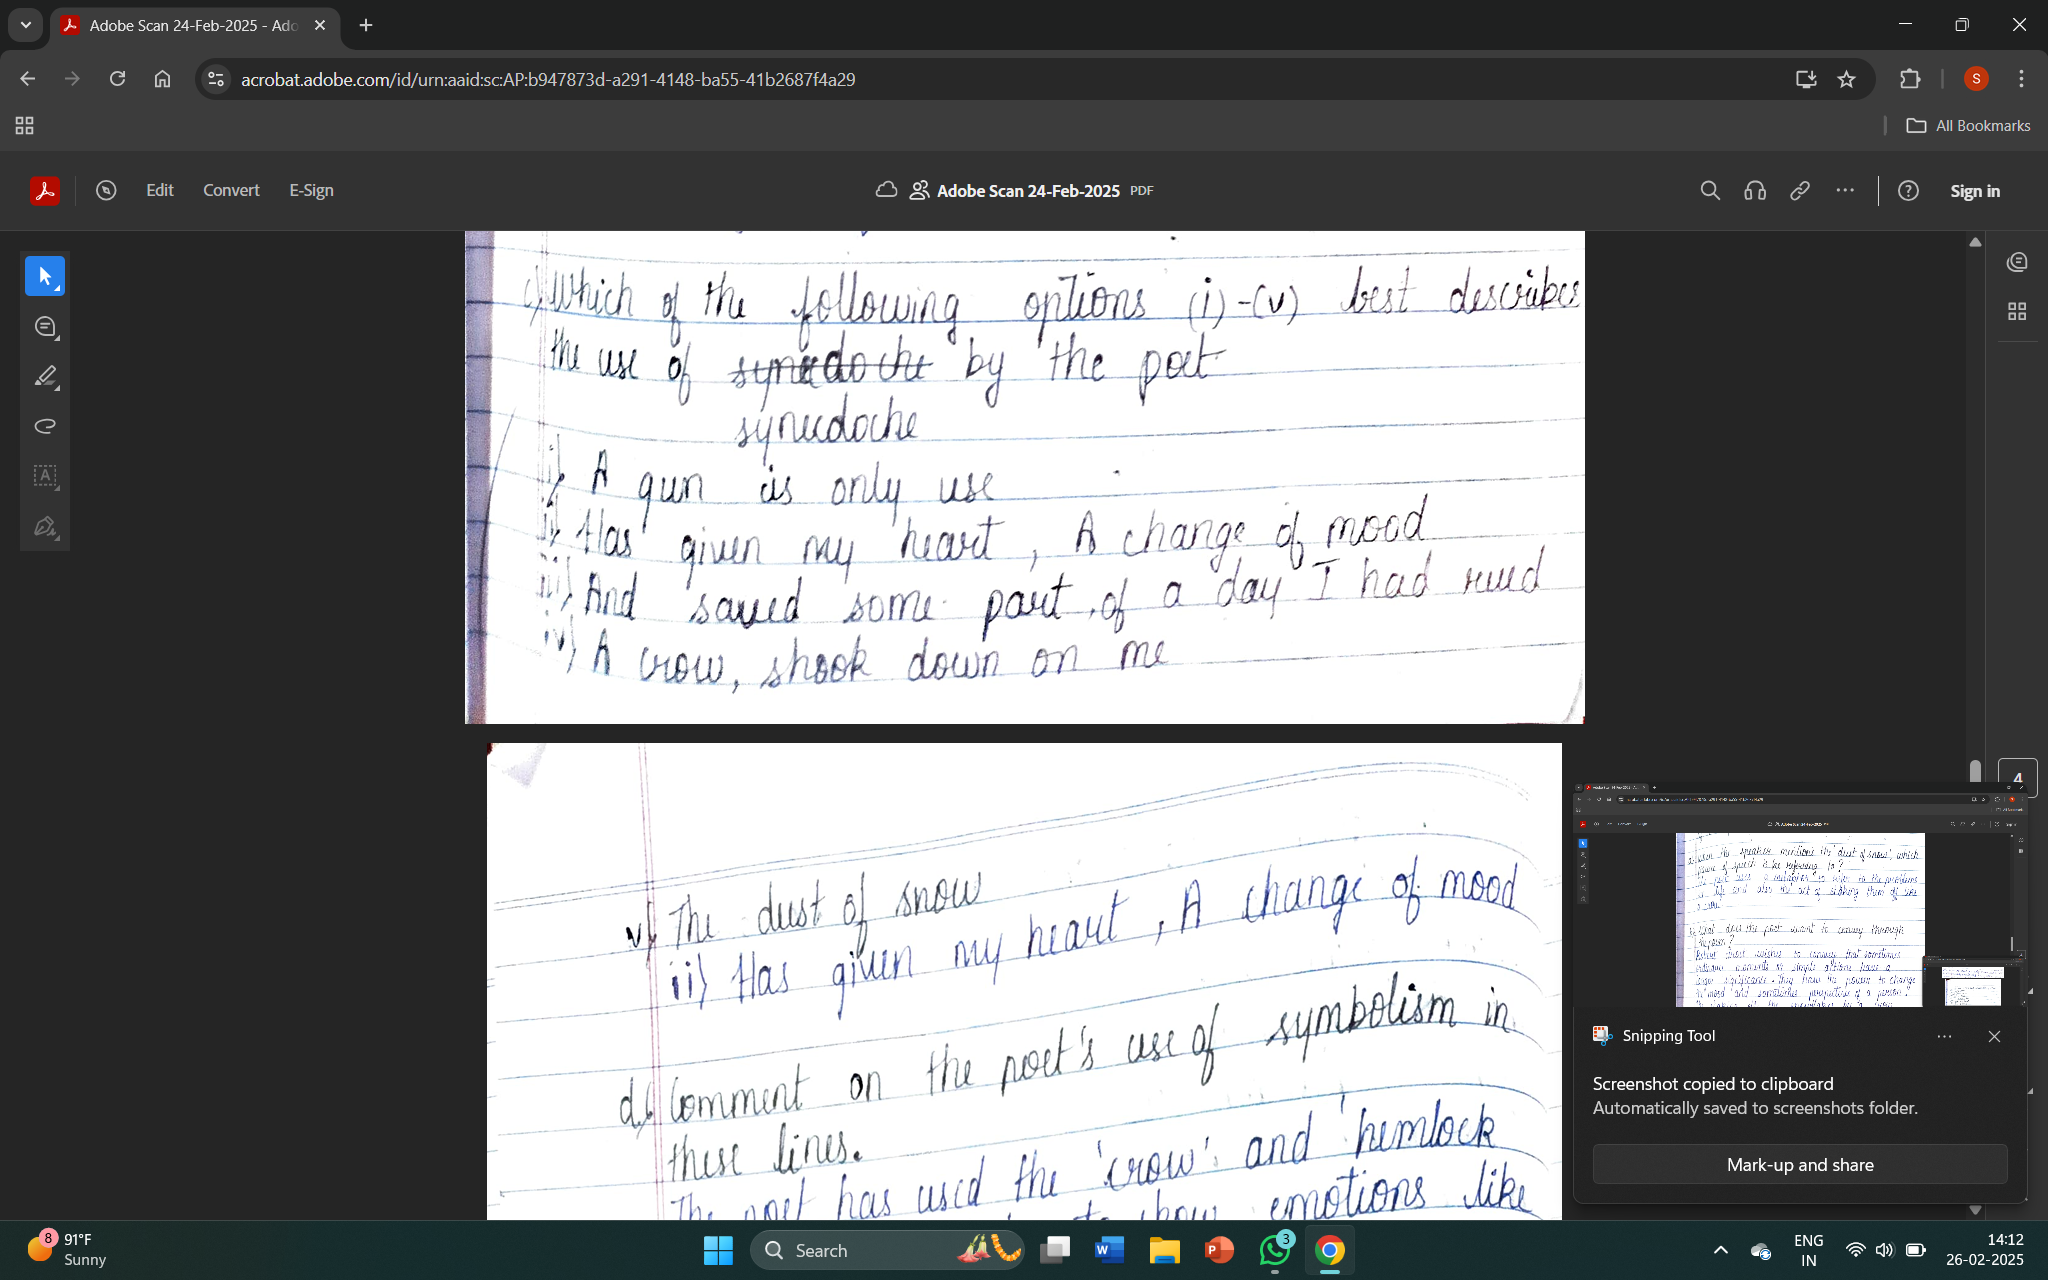 Adobe Scan 24-Feb-2025 - Ado
acrobat.adobe.com/id/urn:aaid:sc:AP:b947873d-a291-4148-ba55-41b2687f4a29
S
All Bookmarks
Edit Convert E-Sign
Adobe Scan 24-Feb-2025 PDF
Sign in
c) Which of the following options (i)-(v) best describes
the use of synecdoche by the poet
synecdoche
i) A gun is only use
ii) Has given my heart, A change of mood
iii) And saved some part of a day I had rued
iv) A crow, shook down on me
4
v) The dust of snow
ii) Has given my heart, A change of mood
d) Comment on the poet's use of symbolism in
these lines.
The poet has used the 'crow' and 'hemlock
show emotions like
Snipping Tool
Screenshot copied to clipboard
Automatically saved to screenshots folder.
Mark-up and share
8
91°F
Sunny
Search
3
ENG
IN
14:12
26-02-2025